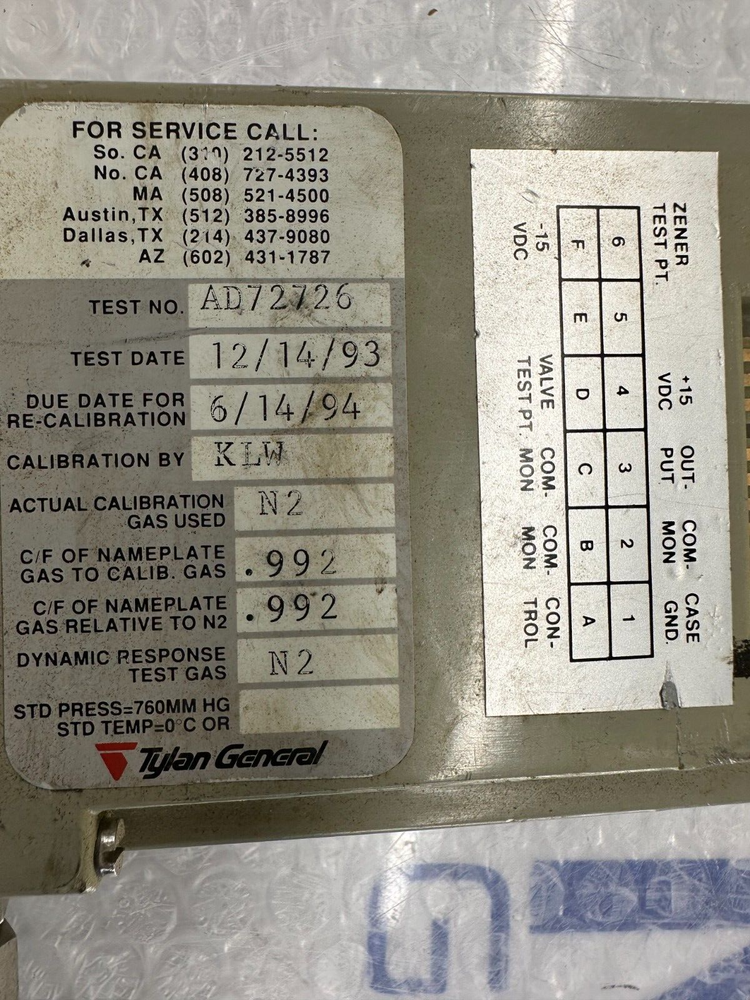 FOR SERVICE CALL:
So. CA (310) 212-5512
No. CA (408) 727-4393
MA (508) 521-4500
Austin,TX (512) 385-8996
Dallas,TX (214) 437-9080
AZ (602) 431-1787
TEST NO. AD72726
TEST DATE 12/14/93
DUE DATE FOR
RE-CALIBRATION 6/14/94
CALIBRATION BY KLW
ACTUAL CALIBRATION
GAS USED N2
C/F OF NAMEPLATE
GAS TO CALIB. GAS .992
C/F OF NAMEPLATE
GAS RELATIVE TO N2 .992
DYNAMIC RESPONSE
TEST GAS N2
STD PRESS=760MM HG
STD TEMP=0°C OR
Tylan General
ZENER
TEST PT.
+15
VDC
OUT-
PUT
COM-
MON
CASE
GND.
6 5 4 3 2 1
F E D C B A
-15
VDC
VALVE
TEST PT.
COM-
MON
COM-
MON
CON-
TROL